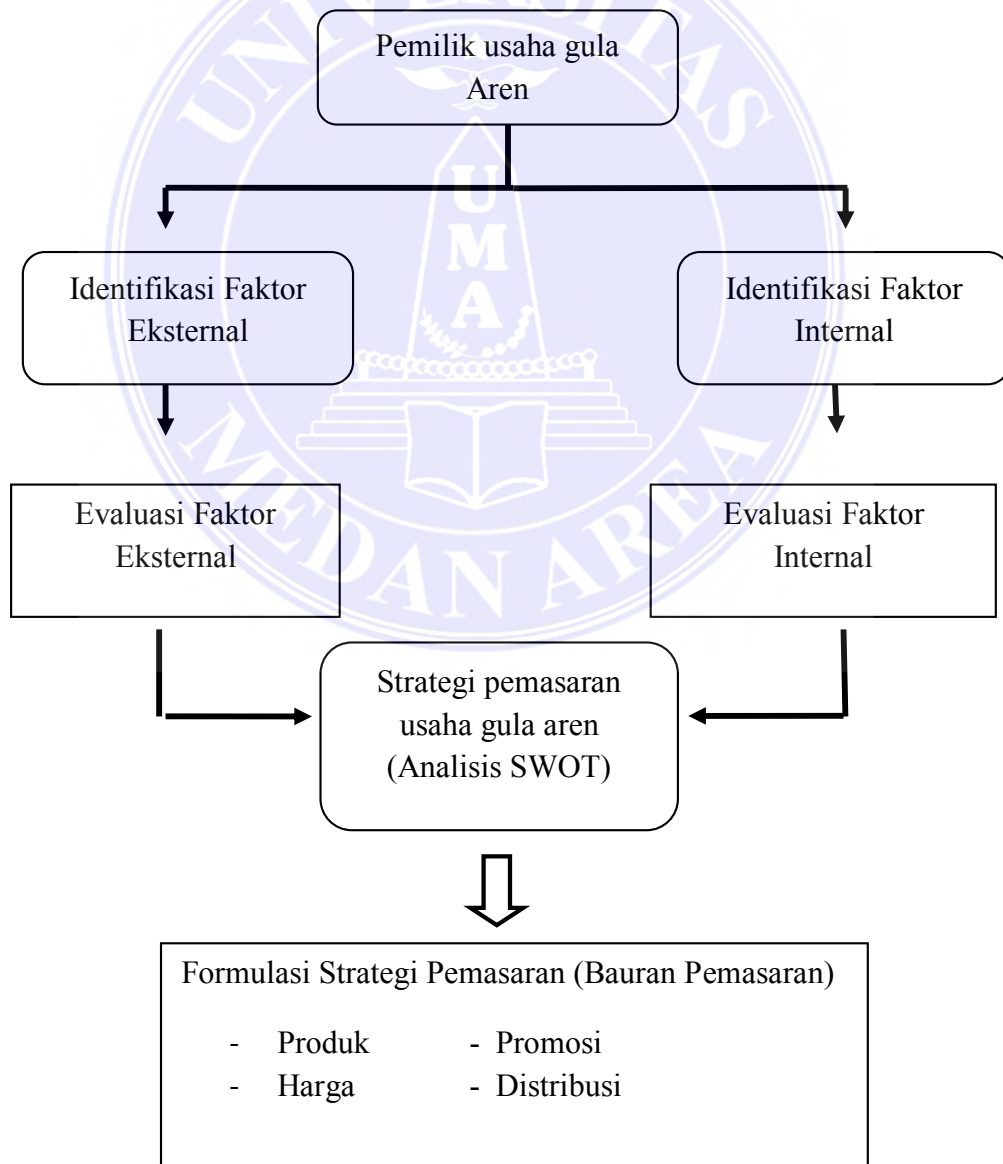 Pemilik usaha gula
Aren
Identifikasi Faktor
Eksternal
Identifikasi Faktor
Internal
Evaluasi Faktor
Eksternal
Evaluasi Faktor
Internal
Strategi pemasaran
usaha gula aren
(Analisis SWOT)
Formulasi Strategi Pemasaran (Bauran Pemasaran)
- Produk - Promosi
- Harga - Distribusi
UNIVERSITAS
UMA
MEDAN AREA